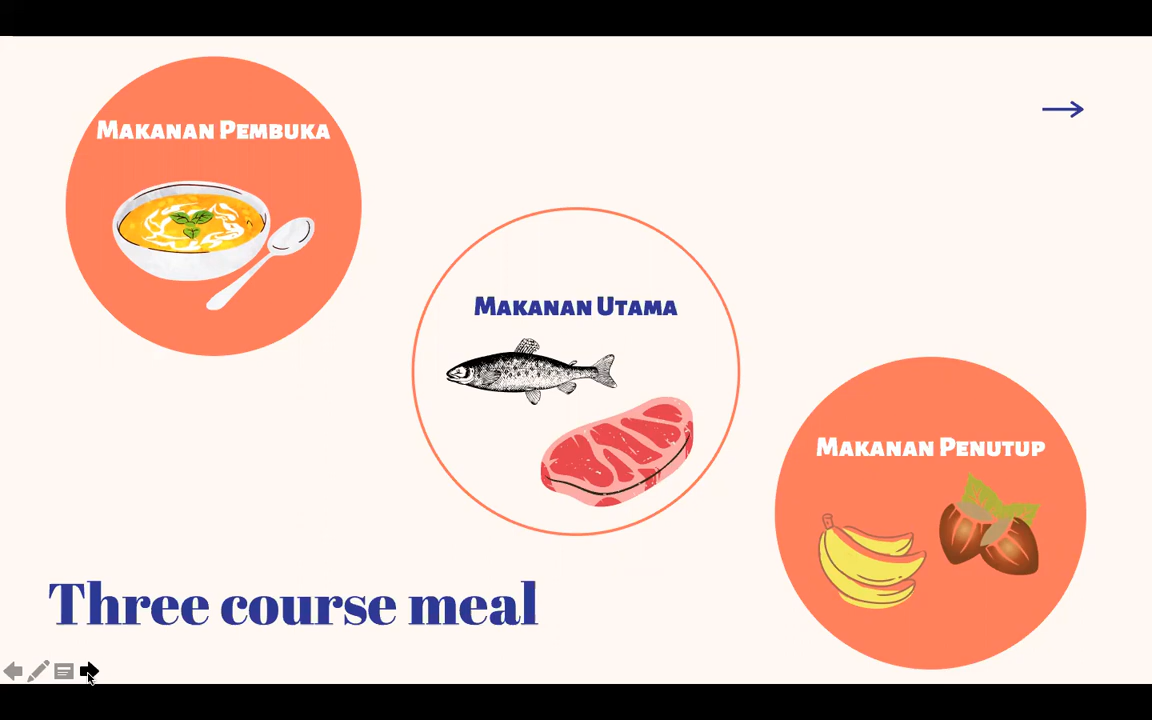 Makanan Pembuka
Makanan Utama
Makanan Penutup
Three course meal